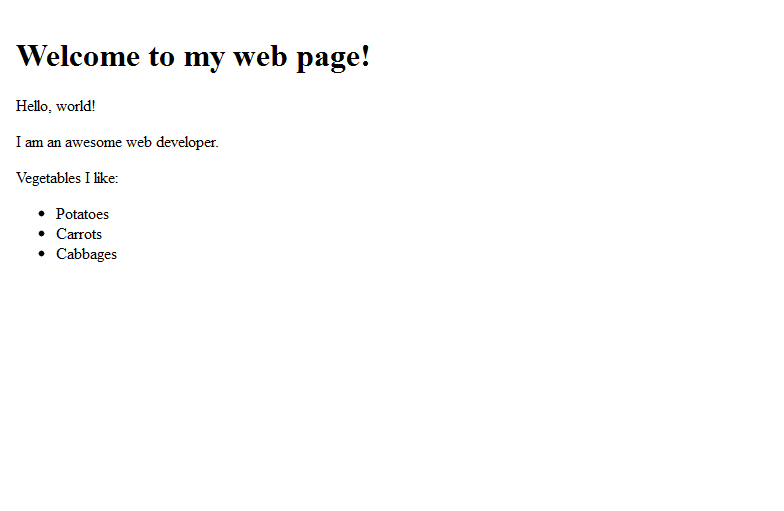 Welcome to my web page!
Hello, world!
I am an awesome web developer.
Vegetables I like:
• Potatoes
• Carrots
• Cabbages